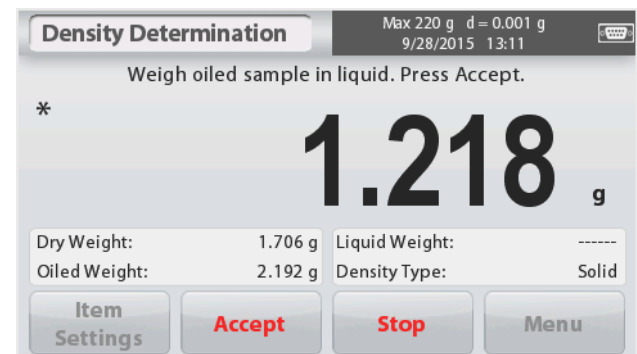 Density Determination
Max 220 g d = 0.001 g
9/28/2015 13:11
Weigh oiled sample in liquid. Press Accept.
*
1.218 g
Dry Weight: 1.706 g Liquid Weight: ------
Oiled Weight: 2.192 g Density Type: Solid
Item
Settings
Accept
Stop
Menu